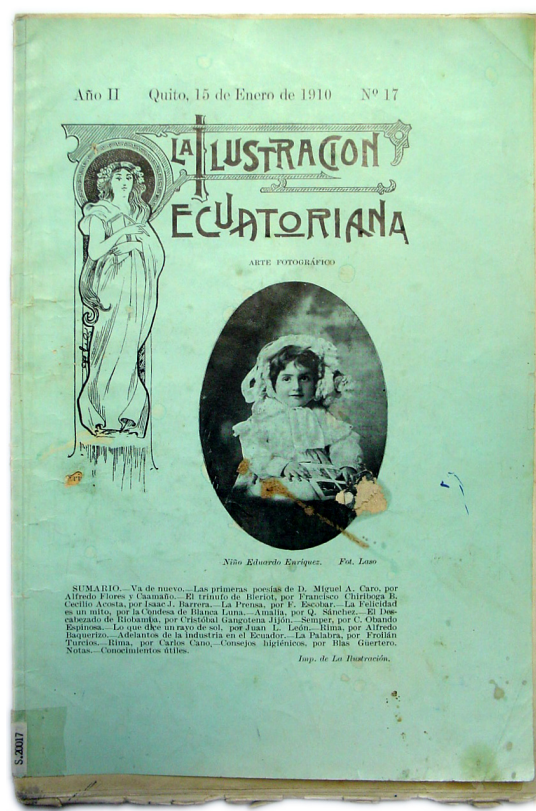 Año II Quito, 15 de Enero de 1910 Nº 17
LA ILUSTRACION
ECUATORIANA
ARTE FOTOGRÁFICO
Niño Eduardo Enriquez. Fot. Laso
SUMARIO.—Va de nuevo.—Las primeras poesías de D. Miguel A. Caro, por
Alfredo Flores y Caamaño.—El trinufo de Bleriot, por Francisco Chiriboga B.
Cecilio Acosta, por Isaac J. Barrera.—La Prensa, por F. Escobar.—La Felicidad
es un mito, por la Condesa de Blanca Luna.—Amalia, por Q. Sánchez.—El Des-
cabezado de Riobamba, por Cristóbal Gangotena Jijón.—Semper, por C. Obando
Espinosa.—Lo que dice un rayo de sol, por Juan L. León.—Rima, por Alfredo
Baquerizo.—Adelantos de la industria en el Ecuador.—La Palabra, por Froilán
Turcios.—Rima, por Carlos Cano,—Consejos higiénicos, por Blas Guertero.
Notas.—Conocimientos útiles.
Imp. de La Ilustración.
S.20017